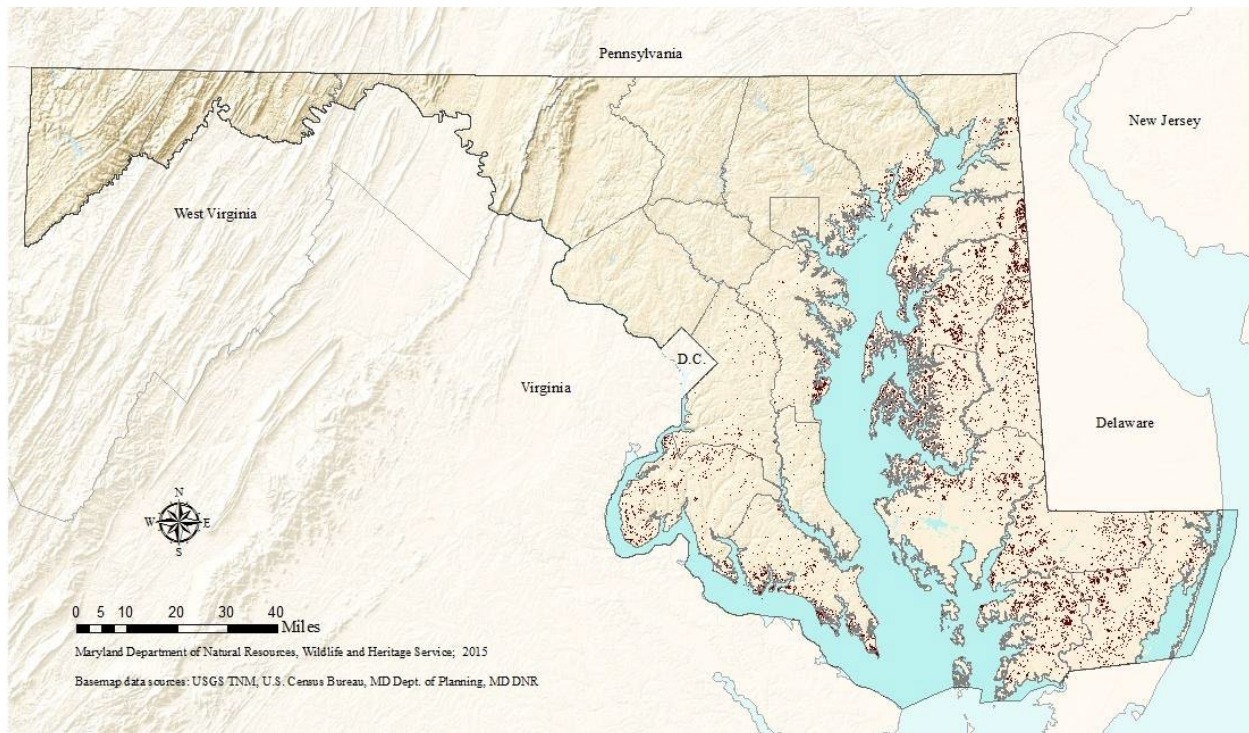 Pennsylvania
New Jersey
West Virginia
D.C.
Virginia
Delaware
N
W E
S
0 5 10 20 30 40
Miles
Maryland Department of Natural Resources, Wildlife and Heritage Service; 2015
Basemap data sources: USGS TNM, U.S. Census Bureau, MD Dept. of Planning, MD DNR